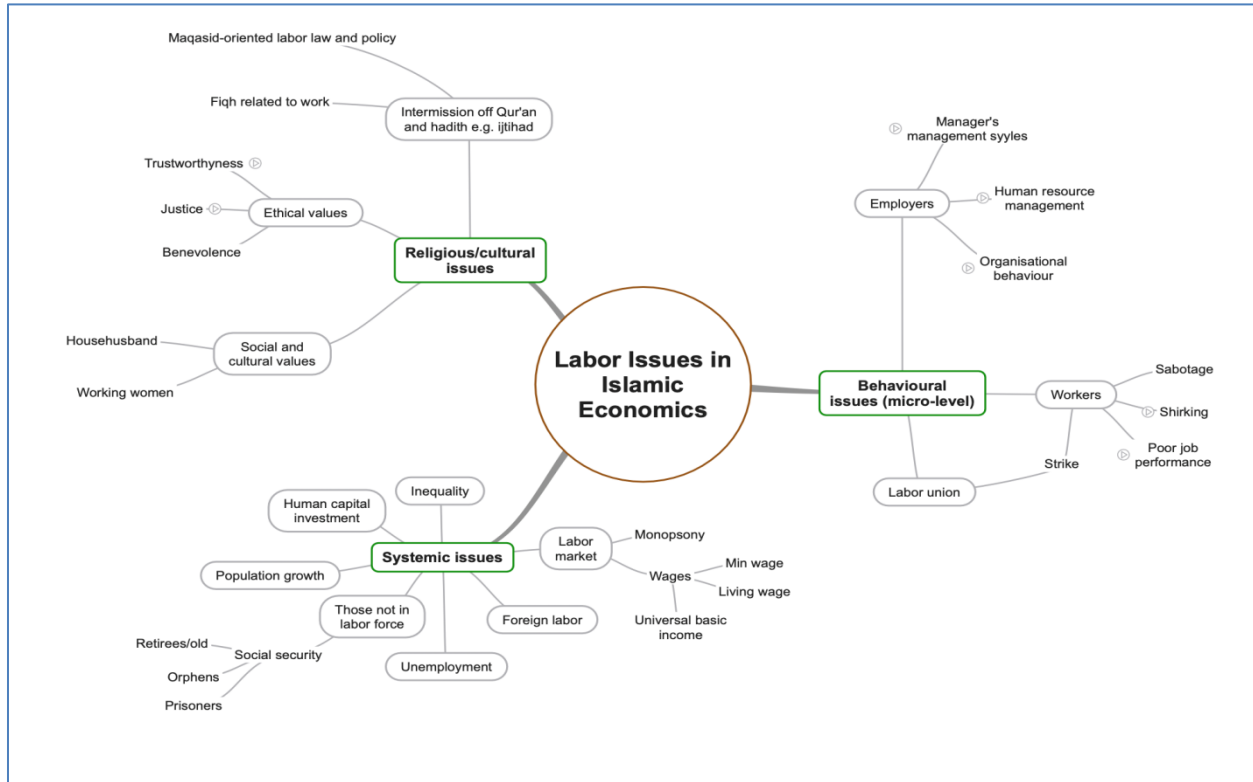 Maqasid-oriented labor law and policy
Fiqh related to work
Intermission off Qur'an
and hadith e.g. ijtihad
Trustworthyness
Justice
Ethical values
Benevolence
Religious/cultural
issues
Househusband
Social and
cultural values
Working women
Labor Issues in
Islamic
Economics
Manager's
management syyles
Employers
Human resource
management
Organisational
behaviour
Behavioural
issues (micro-level)
Workers
Sabotage
Shirking
Poor job
performance
Strike
Labor union
Inequality
Human capital
investment
Systemic issues
Labor
market
Monopsony
Wages
Min wage
Living wage
Universal basic
income
Population growth
Those not in
labor force
Foreign labor
Unemployment
Social security
Retirees/old
Orphens
Prisoners